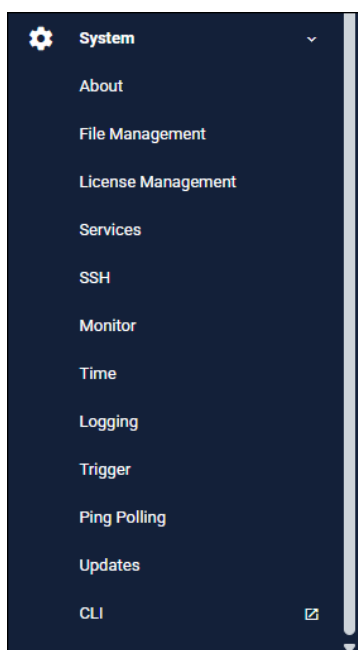 System
About
File Management
License Management
Services
SSH
Monitor
Time
Logging
Trigger
Ping Polling
Updates
CLI